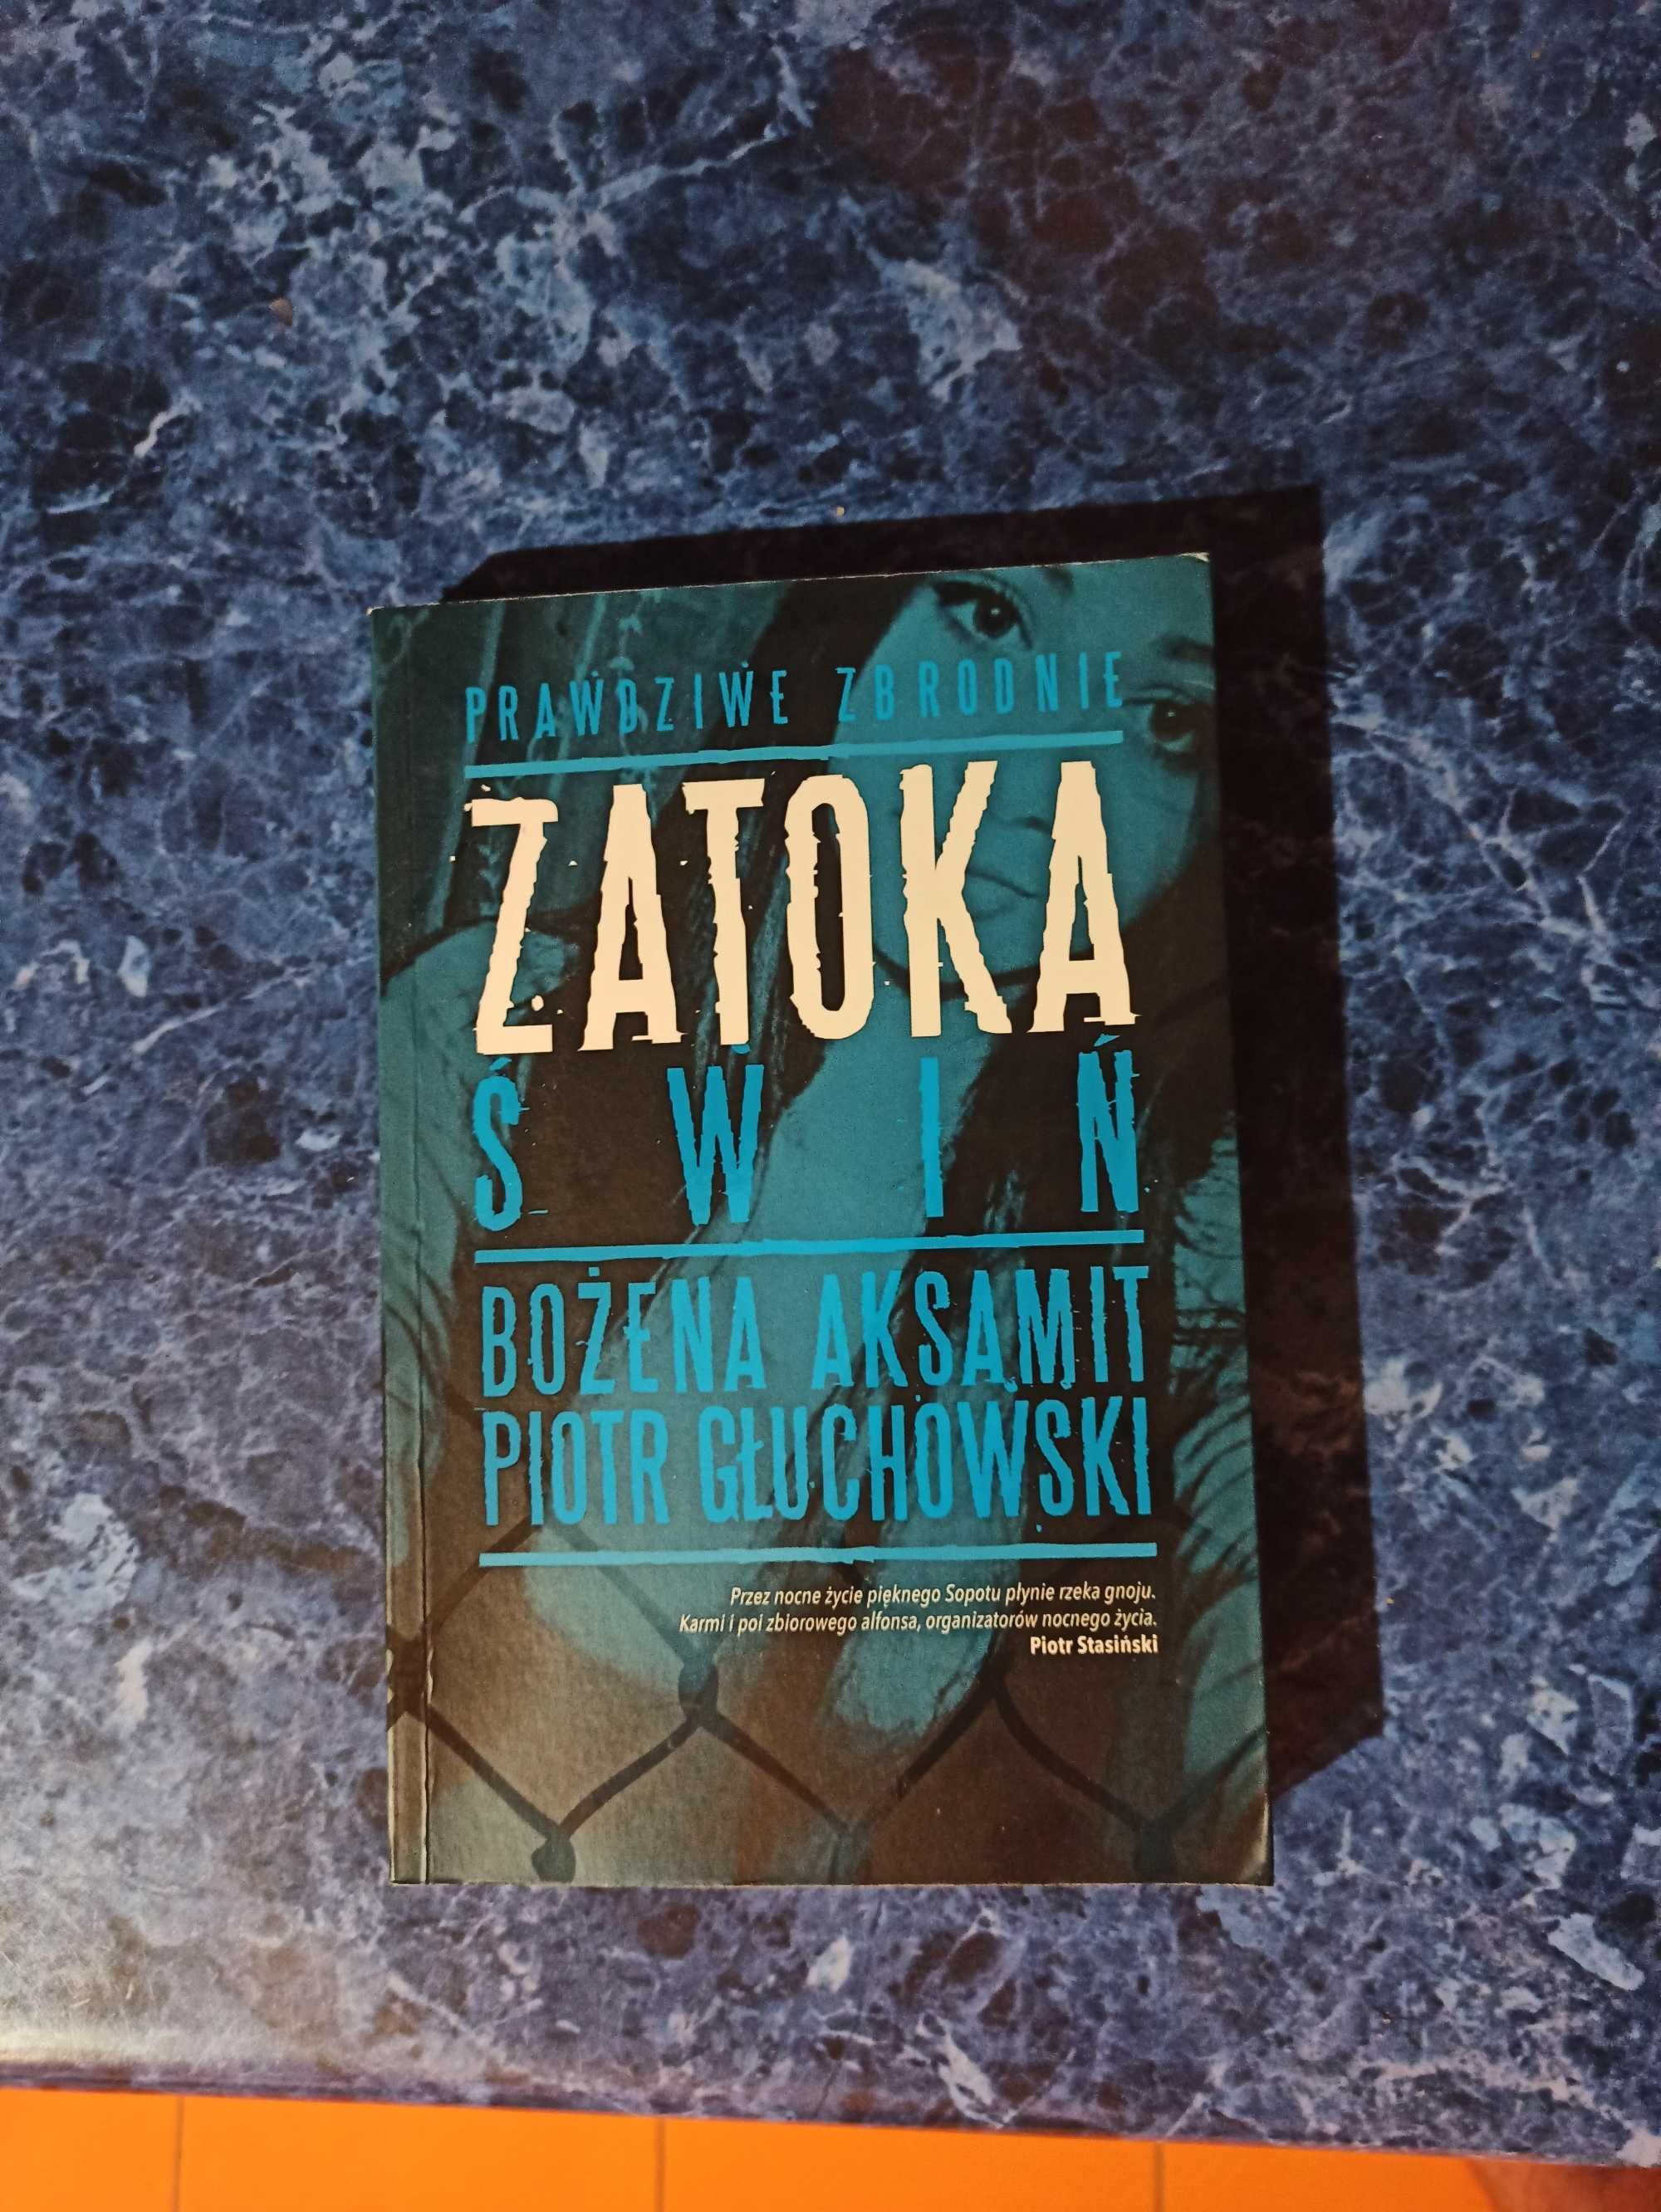 PRAWDZIWE ZBRODNIE
ZATOKA
ŚWIŃ
BOŻENA AKSAMIT
PIOTR GŁUCHOWSKI
Przez nocne życie pięknego Sopotu płynie rzeka gnoju.
Karmi i poi zbiorowego alfonsa, organizatorów nocnego życia.
Piotr Stasiński